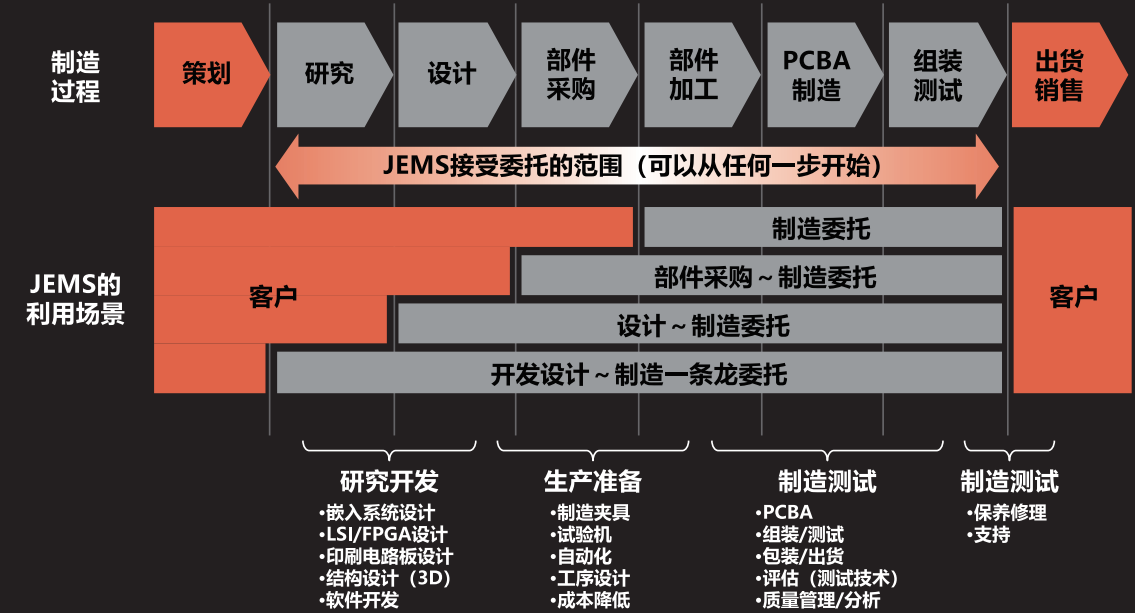 制造
过程
策划
研究
设计
部件
采购
部件
加工
PCBA
制造
组装
测试
出货
销售
JEMS接受委托的范围（可以从任何一步开始）
JEMS的
利用场景
客户
制造委托
部件采购～制造委托
设计～制造委托
开发设计～制造一条龙委托
客户
研究开发
•嵌入系统设计
•LSI/FPGA设计
•印刷电路板设计
•结构设计（3D）
•软件开发
生产准备
•制造夹具
•试验机
•自动化
•工序设计
•成本降低
制造测试
•PCBA
•组装/测试
•包装/出货
•评估（测试技术）
•质量管理/分析
制造测试
•保养修理
•支持